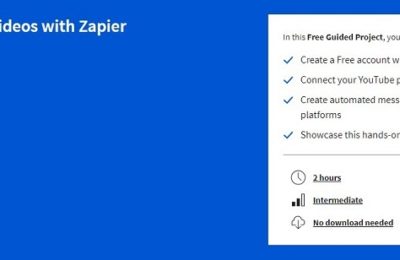 ideos with Zapier
In this Free Guided Project, you
Create a Free account w
Connect your YouTube p
Create automated mess
platforms
Showcase this hands-on
2 hours
Intermediate
No download needed